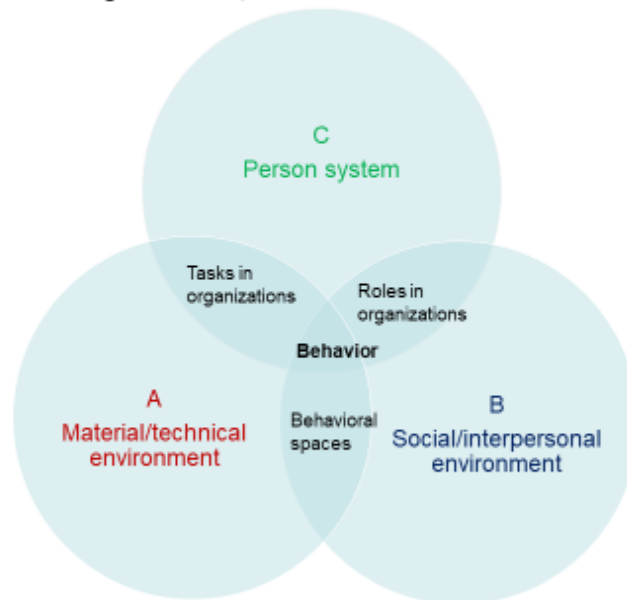 C
Person system
Tasks in
organizations
Roles in
organizations
Behavior
A
Material/technical
environment
Behavioral
spaces
B
Social/interpersonal
environment